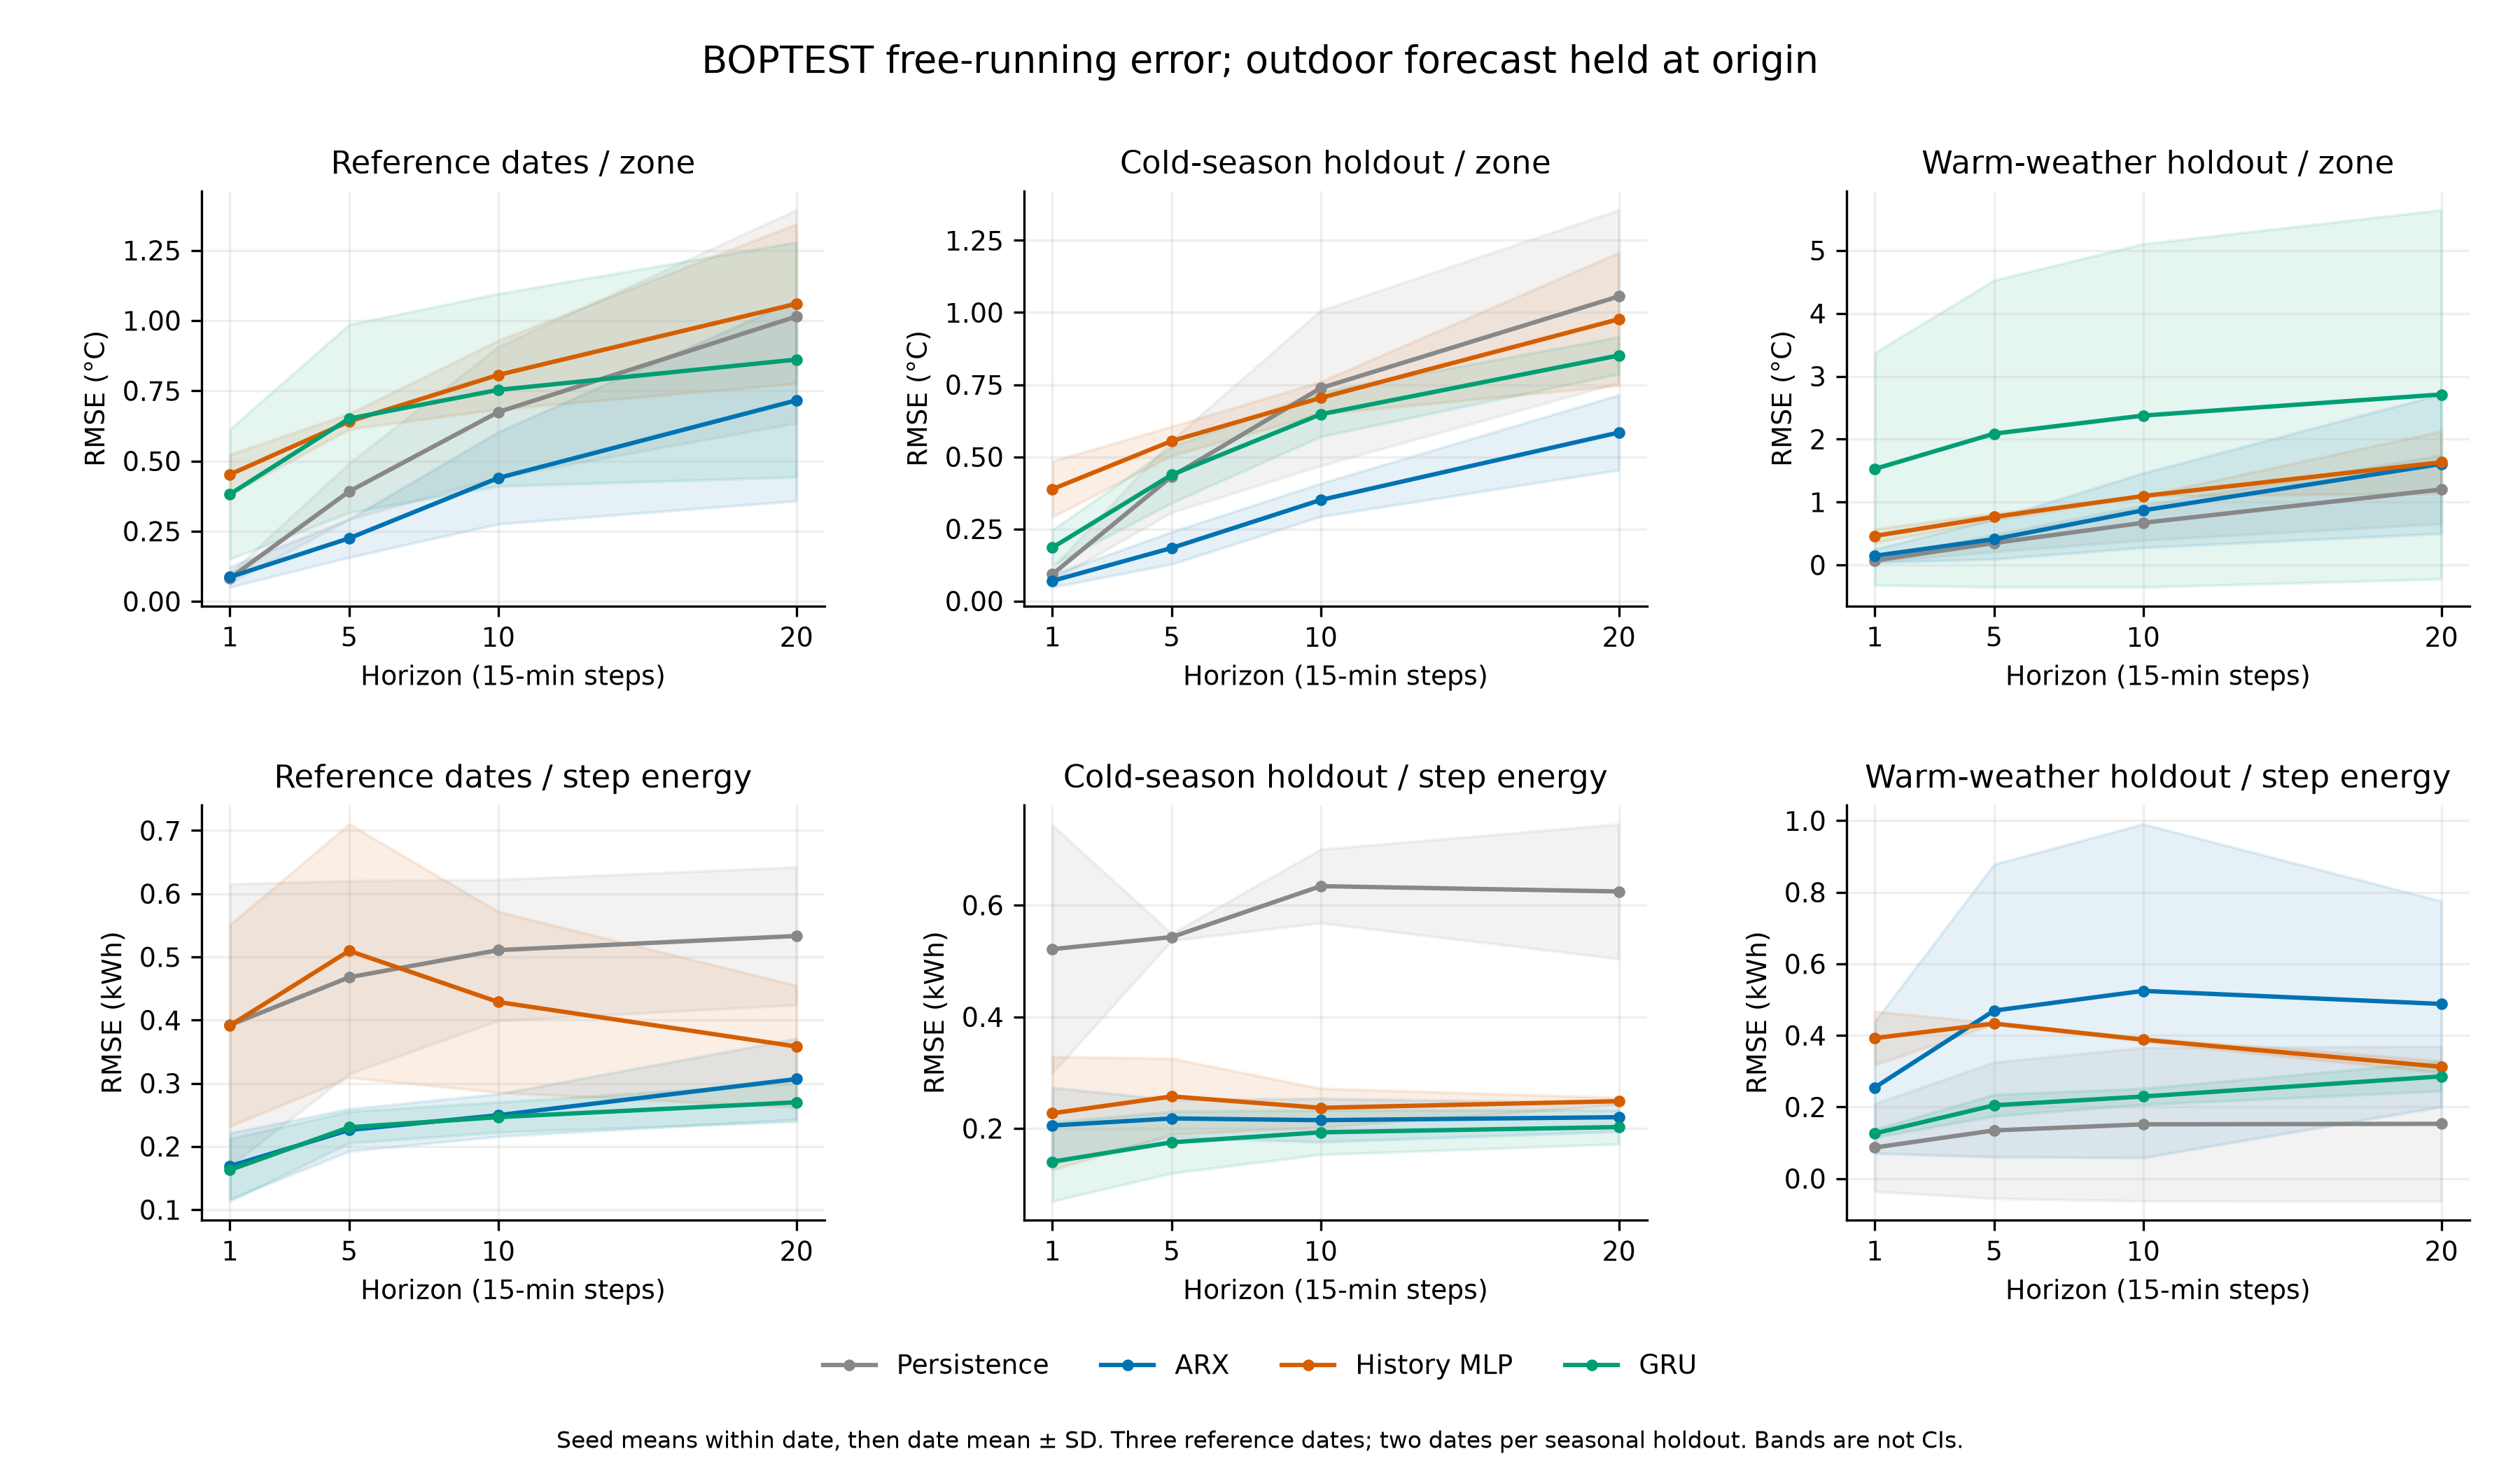 BOPTEST free-running error; outdoor forecast held at origin
Reference dates / zone
Cold-season holdout / zone
Warm-weather holdout / zone
RMSE (°C)
1.25
1.00
0.75
0.50
0.25
0.00
1 5 10 20
Horizon (15-min steps)
RMSE (°C)
1.25
1.00
0.75
0.50
0.25
0.00
1 5 10 20
Horizon (15-min steps)
RMSE (°C)
5
4
3
2
1
0
1 5 10 20
Horizon (15-min steps)
Reference dates / step energy
Cold-season holdout / step energy
Warm-weather holdout / step energy
RMSE (kWh)
0.7
0.6
0.5
0.4
0.3
0.2
0.1
1 5 10 20
Horizon (15-min steps)
RMSE (kWh)
0.6
0.4
0.2
1 5 10 20
Horizon (15-min steps)
RMSE (kWh)
1.0
0.8
0.6
0.4
0.2
0.0
1 5 10 20
Horizon (15-min steps)
Persistence ARX History MLP GRU
Seed means within date, then date mean ± SD. Three reference dates; two dates per seasonal holdout. Bands are not CIs.